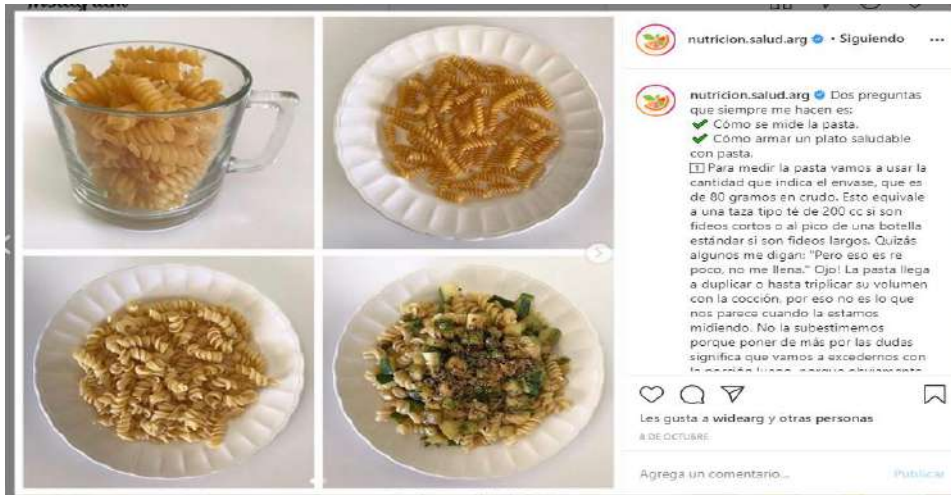 Instagram
nutricion.salud.arg • Siguiendo ...
nutricion.salud.arg Dos preguntas
que siempre me hacen es:
✔ Cómo se mide la pasta.
✔ Cómo armar un plato saludable
con pasta.
1 Para medir la pasta vamos a usar la
cantidad que indica el envase, que es
de 80 gramos en crudo. Esto equivale
a una taza tipo té de 200 cc si son
fideos cortos o al pico de una botella
estándar si son fideos largos. Quizás
algunos me digan: "Pero eso es re
poco, no me llena." Ojo! La pasta llega
a duplicar o hasta triplicar su volumen
con la cocción, por eso no es lo que
nos parece cuando la estamos
midiendo. No la subestimemos
porque poner de más por las dudas
significa que vamos a excedernos con
la porción luego, porque obviamente
Les gusta a widearg y otras personas
8 DE OCTUBRE
Agrega un comentario...
Publicar